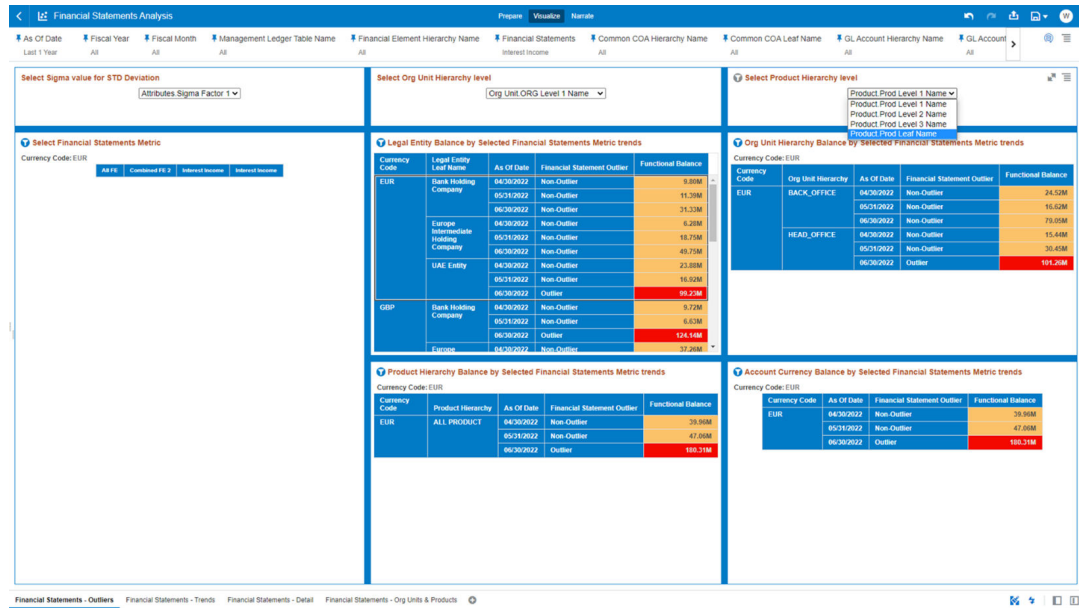 Financial Statements Analysis
Prepare Visualize Narrate
W
As Of Date Fiscal Year Fiscal Month Management Ledger Table Name Financial Element Hierarchy Name Financial Statements Common COA Hierarchy Name Common COA Leaf Name GL Account Hierarchy Name GL Account
Last 1 Year All All All All Interest Income All All All All
Select Sigma value for STD Deviation
Attributes.Sigma Factor 1
Select Org Unit Hierarchy level
Org Unit.ORG Level 1 Name
Select Product Hierarchy level
Product.Prod Level 1 Name
Product.Prod Level 1 Name
Product.Prod Level 2 Name
Product.Prod Level 3 Name
Product.Prod Leaf Name
Select Financial Statements Metric
Currency Code: EUR
All FE Combined FE 2 Interest Income Interest Income
Legal Entity Balance by Selected Financial Statements Metric trends
Currency Code Legal Entity Leaf Name As Of Date Financial Statement Outlier Functional Balance
EUR Bank Holding Company 04/30/2022 Non-Outlier 9.80M
05/31/2022 Non-Outlier 11.39M
06/30/2022 Non-Outlier 31.33M
Europe Intermediate Holding Company 04/30/2022 Non-Outlier 6.28M
05/31/2022 Non-Outlier 18.75M
06/30/2022 Non-Outlier 49.75M
UAE Entity 04/30/2022 Non-Outlier 23.88M
05/31/2022 Non-Outlier 16.92M
06/30/2022 Outlier 99.23M
GBP Bank Holding Company 04/30/2022 Non-Outlier 9.72M
05/31/2022 Non-Outlier 6.63M
06/30/2022 Outlier 124.14M
Europe 04/30/2022 Non-Outlier 37.26M
Org Unit Hierarchy Balance by Selected Financial Statements Metric trends
Currency Code: EUR
Currency Code Org Unit Hierarchy As Of Date Financial Statement Outlier Functional Balance
EUR BACK_OFFICE 04/30/2022 Non-Outlier 24.52M
05/31/2022 Non-Outlier 16.62M
06/30/2022 Non-Outlier 79.05M
HEAD_OFFICE 04/30/2022 Non-Outlier 15.44M
05/31/2022 Non-Outlier 30.45M
06/30/2022 Outlier 101.26M
Product Hierarchy Balance by Selected Financial Statements Metric trends
Currency Code: EUR
Currency Code Product Hierarchy As Of Date Financial Statement Outlier Functional Balance
EUR ALL PRODUCT 04/30/2022 Non-Outlier 39.96M
05/31/2022 Non-Outlier 47.06M
06/30/2022 Outlier 180.31M
Account Currency Balance by Selected Financial Statements Metric trends
Currency Code: EUR
Currency Code As Of Date Financial Statement Outlier Functional Balance
EUR 04/30/2022 Non-Outlier 39.96M
05/31/2022 Non-Outlier 47.06M
06/30/2022 Outlier 180.31M
Financial Statements - Outliers Financial Statements - Trends Financial Statements - Detail Financial Statements - Org Units & Products